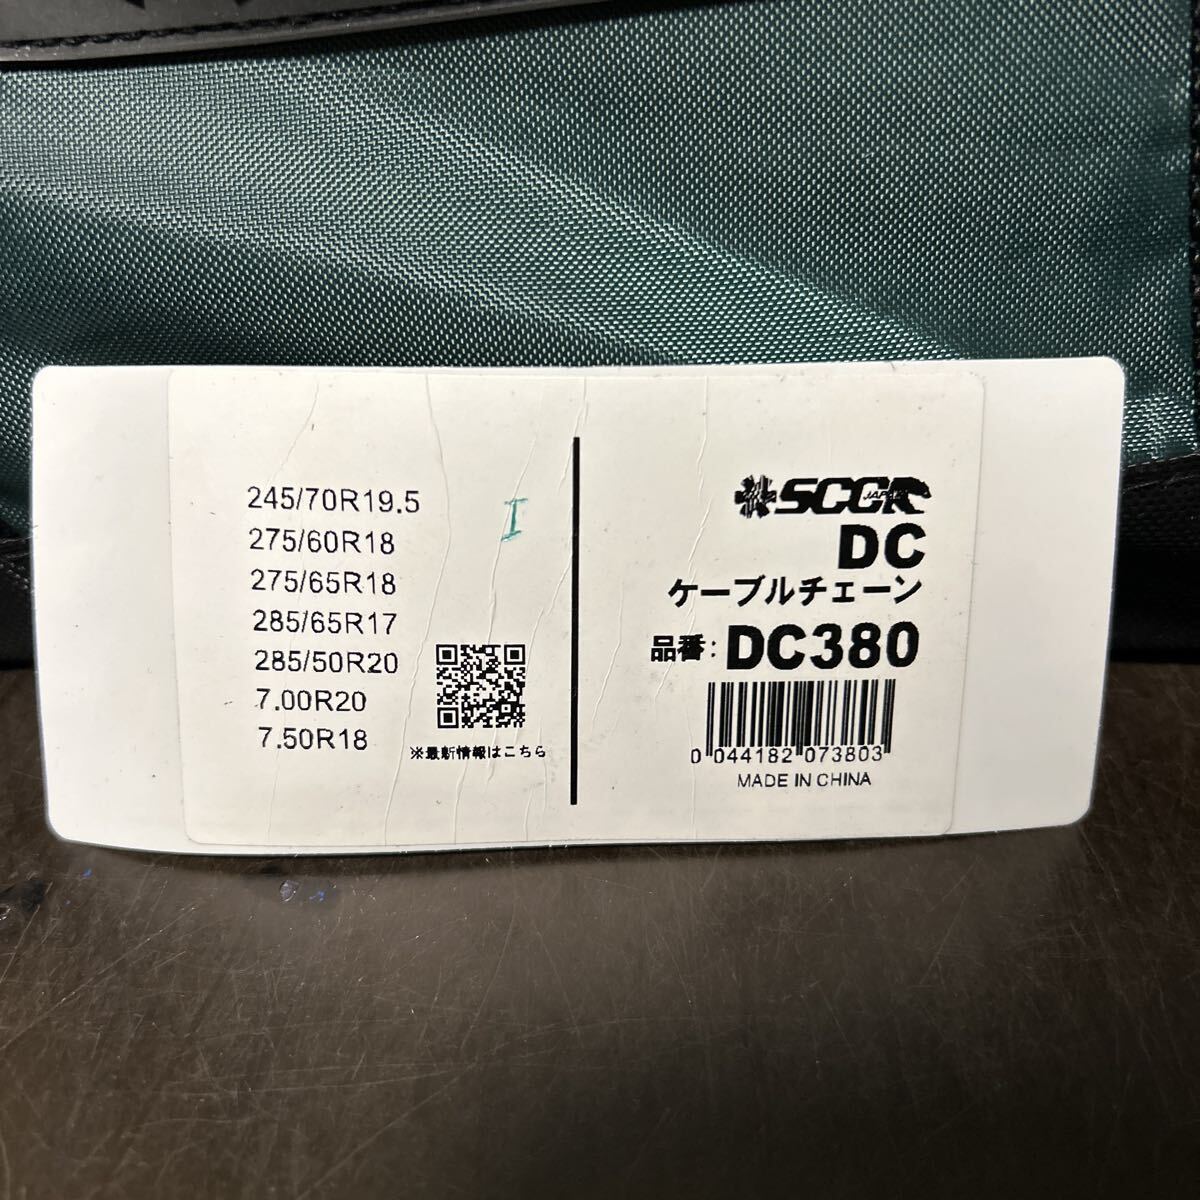 245/70R19.5
275/60R18
275/65R18
285/65R17
285/50R20
7.00R20
7.50R18
I
※最新情報はこちら
SCCR
JAPAN
DC
ケーブルチェーン
品番: DC380
0 044182 073803
MADE IN CHINA